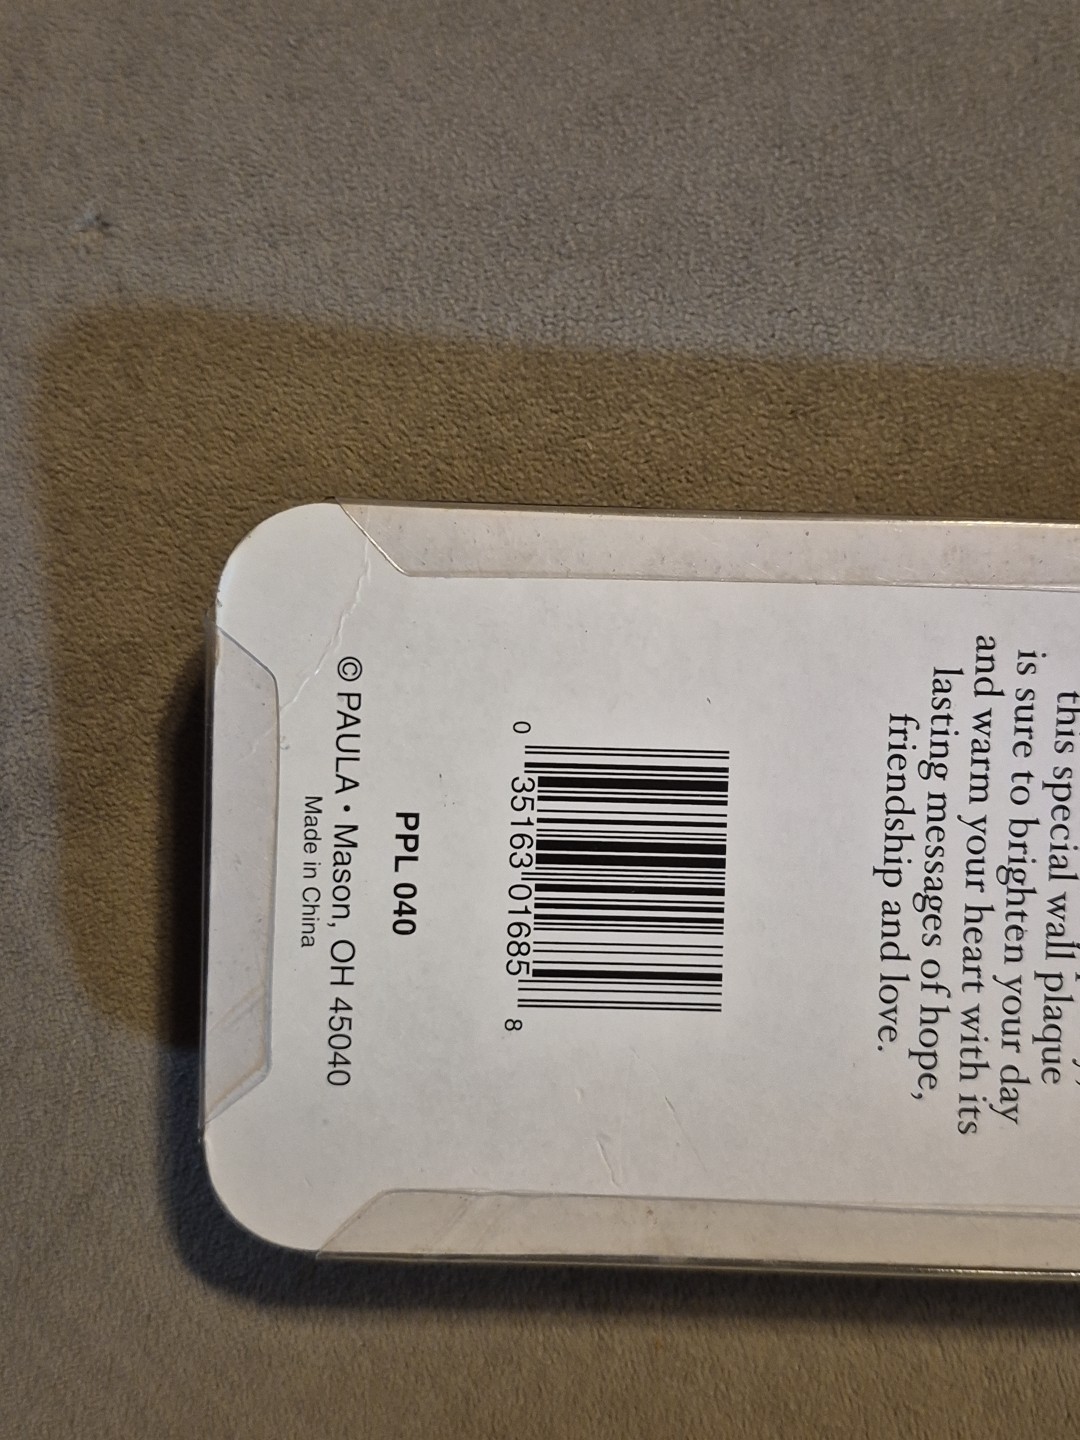 this special wall plaque
is sure to brighten your day
and warm your heart with its
lasting messages of hope,
friendship and love.
0 35163 01685 8
PPL 040
© PAULA • Mason, OH 45040
Made in China